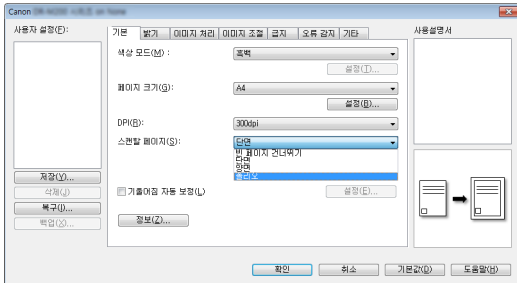 Canon on None
사용자 설정(F):
저장(V)...
삭제(J)
복구(I)...
백업(X)...
기본 밝기 이미지 처리 이미지 조절 급지 오류 감지 기타
색상 모드(M) :
흑백
설정(T)...
페이지 크기(G):
A4
설정(B)...
DPI(R):
300dpi
스캔할 페이지(S):
단면
빈 페이지 건너뛰기
단면
양면
폴리오
기울어짐 자동 보정(L)
설정(E)...
정보(Z)...
사용설명서
확인 취소 기본값(D) 도움말(H)